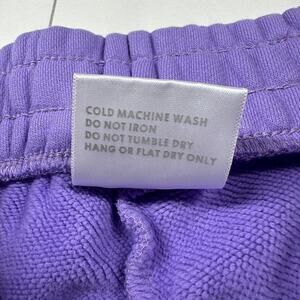 COLD MACHINE WASH
DO NOT IRON
DO NOT TUMBLE DRY
HANG OR FLAT DRY ONLY